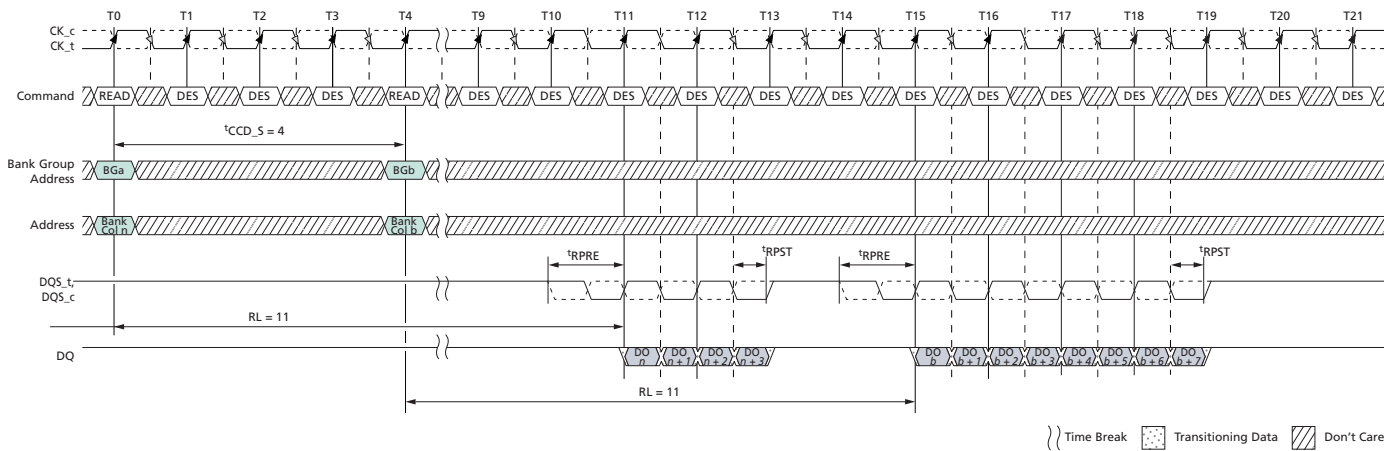 T0 T1 T2 T3 T4 T9 T10 T11 T12 T13 T14 T15 T16 T17 T18 T19 T20 T21
CK_c
CK_t
Command READ DES DES DES READ DES DES DES DES DES DES DES DES DES DES DES DES DES
tCCD_S = 4
Bank Group
Address
BGa BGb
Address
Bank
Col n
Bank
Col b
tRPRE tRPST tRPRE tRPST
DQS_t,
DQS_c
RL = 11
DQ
DO
n
DO
n + 1
DO
n + 2
DO
n + 3
DO
b
DO
b + 1
DO
b + 2
DO
b + 3
DO
b + 4
DO
b + 5
DO
b + 6
DO
b + 7
RL = 11
Time Break Transitioning Data Don't Care